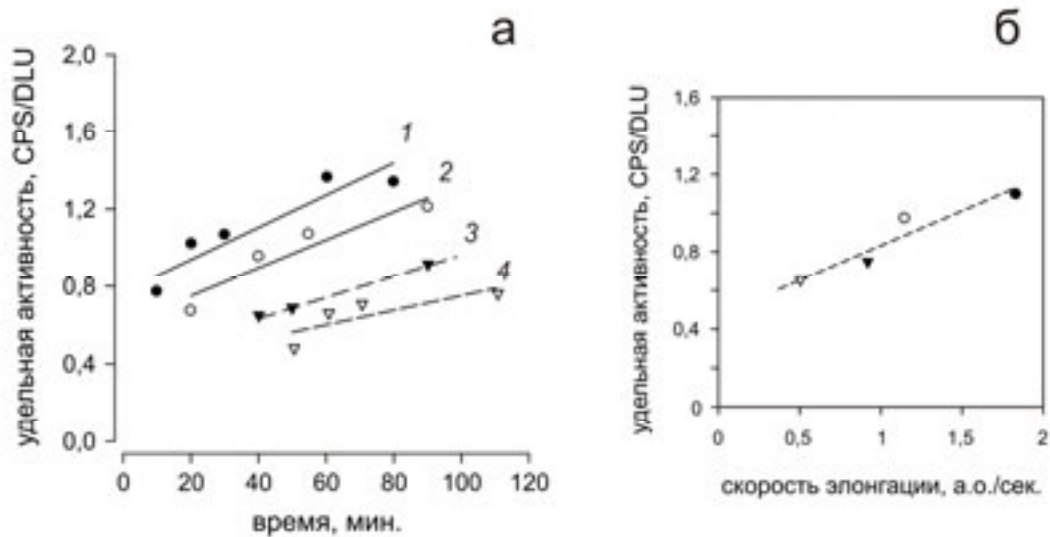 а
удельная активность, CPS/DLU
2,0
1,6
1,2
0,8
0,4
0,0
1
2
3
4
0 20 40 60 80 100 120
время, мин.
б
удельная активность, CPS/DLU
1,6
1,2
0,8
0,4
0
0 0,5 1 1,5 2
скорость элонгации, а.о./сек.